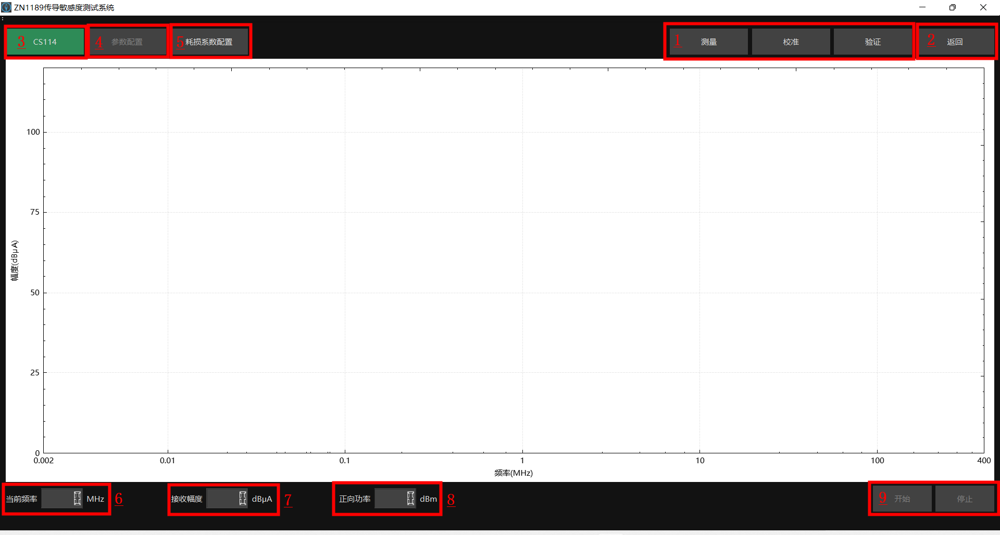 ZN1189传导敏感度测试系统
3 CS114 4 参数配置 5 耗损系数配置 1 测量 校准 验证 2 返回
100
75
幅度(dBμA)
50
25
0
0.002 0.01 0.1 1 10 100 400
频率(MHz)
当前频率 0 MHz 6 接收幅度 0 dBμA 7 正向功率 0 dBm 8 9 开始 停止